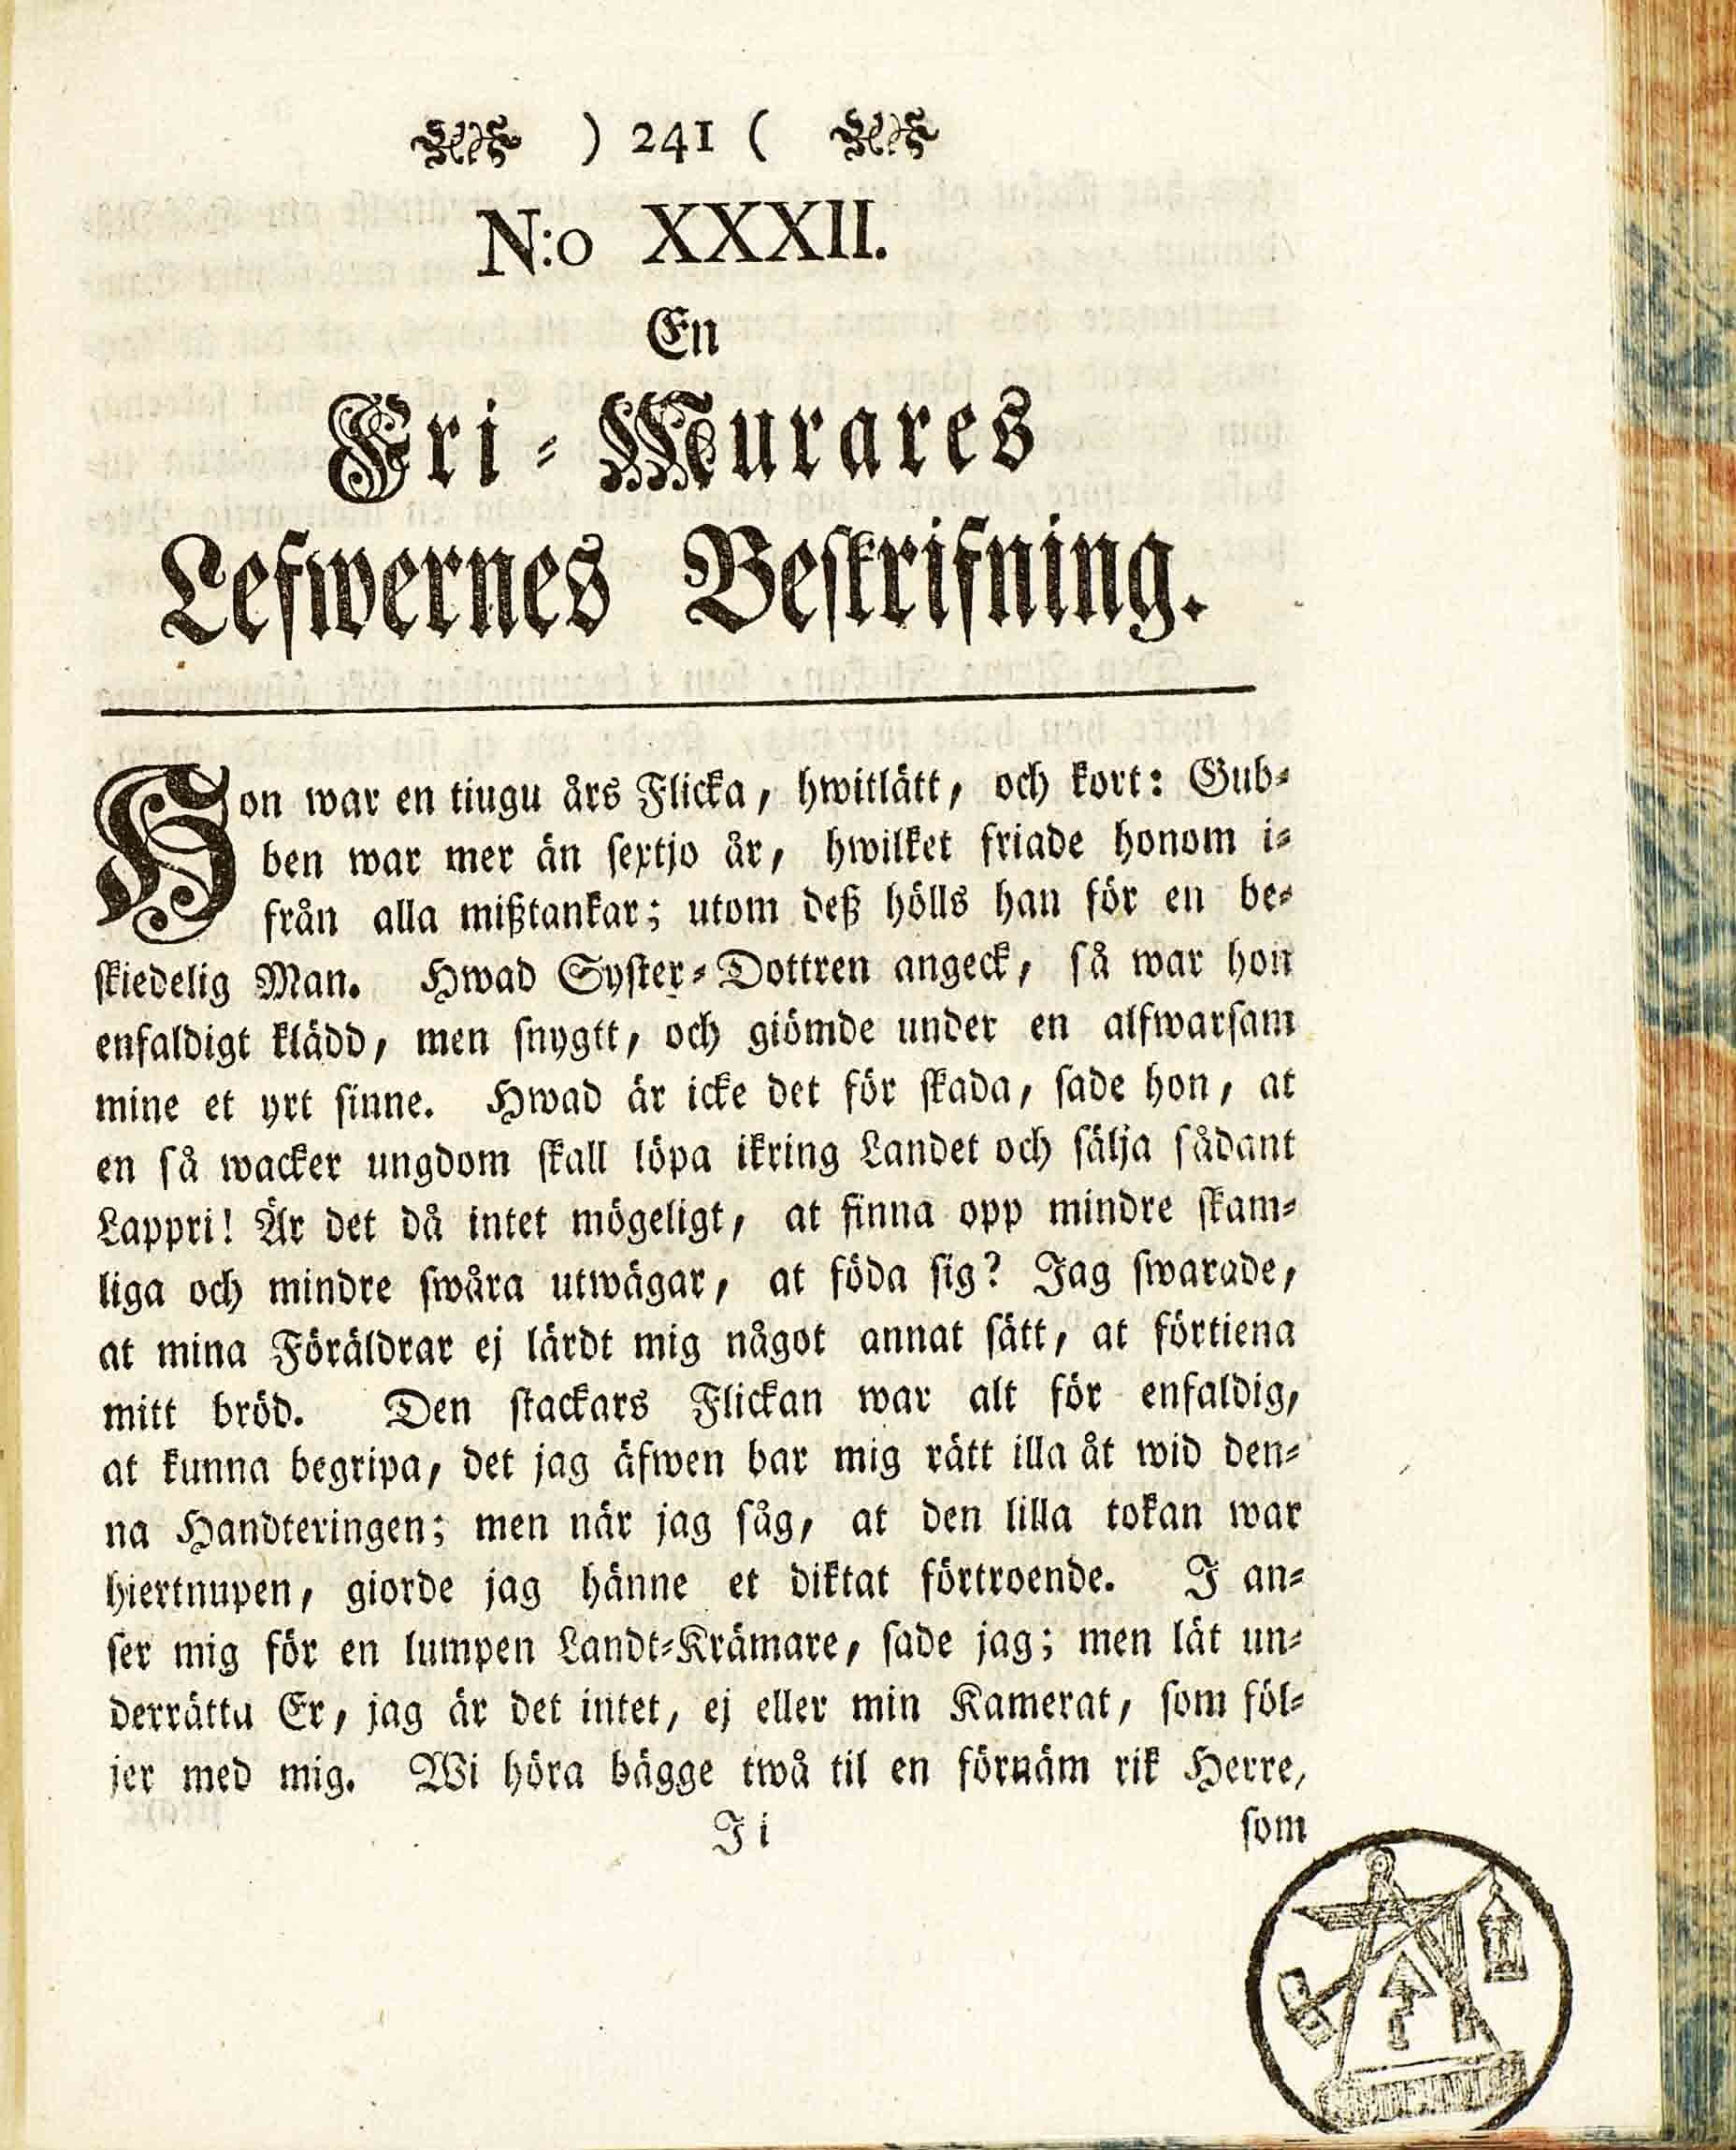 ) 241 (
N:o XXXII.
En
Fri-Murares
Lefwernes Beskrifning.
Hon war en tiugu års Flicka, hwitlätt, och kort: Gub-
ben war mer än sextjo år, hwilket friade honom i-
från alla mißtankar; utom deß hölls han för en be-
skiedelig Man. Hwad Syster-Dottren angeck, så war hon
enfaldigt klädd, men snygtt, och giömde under en alfwarsam
mine et yrt sinne. Hwad är icke det för skada, sade hon, at
en så wacker ungdom skall löpa ikring Landet och sälja sådant
Lappri! Är det då intet mögeligt, at finna opp mindre skam-
liga och mindre swåra utwägar, at föda sig? Jag swarade,
at mina Föräldrar ej lärdt mig något annat sätt, at förtiena
mitt bröd. Den stackars Flickan war alt för enfaldig,
at kunna begripa, det jag äfwen bar mig rätt illa åt wid den-
na Handteringen; men när jag såg, at den lilla tokan war
hiertnupen, giorde jag hänne et diktat förtroende. I an-
ser mig för en lumpen Landt-Krämare, sade jag; men lät un-
derrätta Er, jag är det intet, ej eller min Kamerat, som föl-
jer med mig. Wi höra bägge twå til en förnäm rik Herre,
Ii som